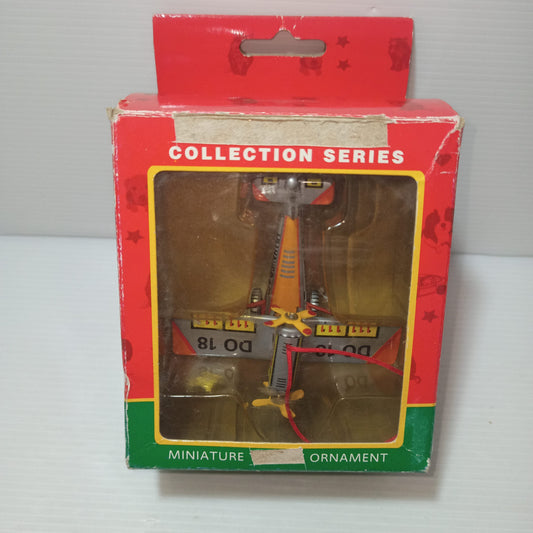 COLLECTION SERIES
DO 18
DO 18
MINIATURE ORNAMENT